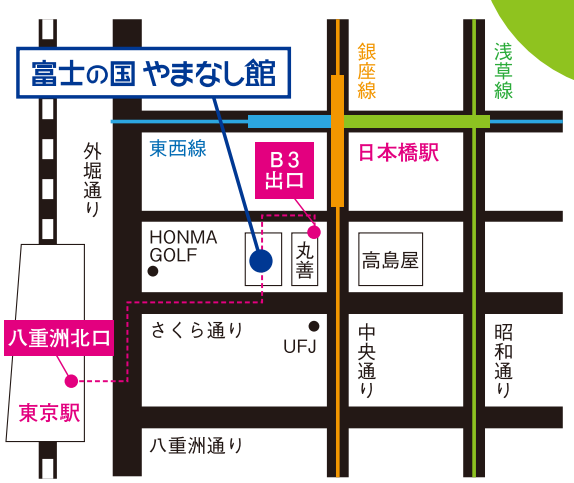 富士の国 やまなし館
銀座線
浅草線
外堀通り
東西線
B3
出口
日本橋駅
HONMA
GOLF
丸善
高島屋
八重洲北口
さくら通り
UFJ
中央通り
昭和通り
東京駅
八重洲通り